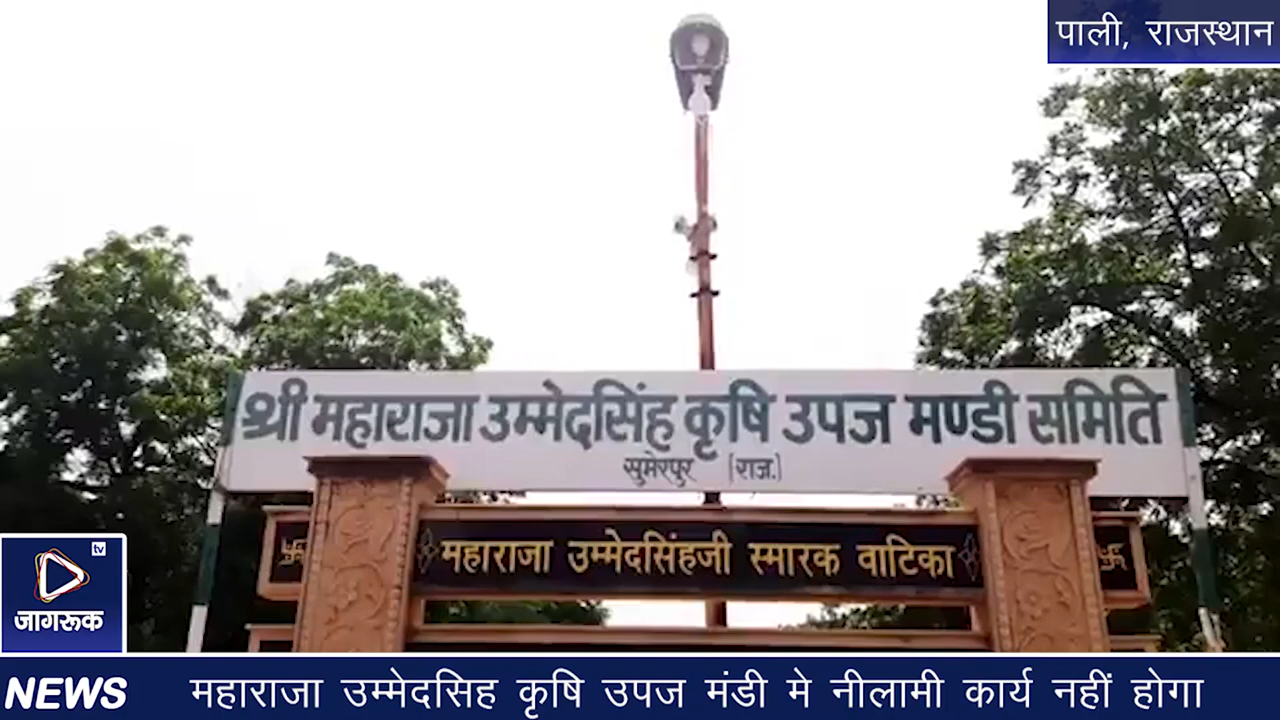 पाली, राजस्थान
श्री महाराजा उम्मेदसिंह कृषि उपज मण्डी समिति
सुमेरपुर (राज.)
महाराजा उम्मेदसिंहजी स्मारक वाटिका
tv
जागरूक
NEWS महाराजा उम्मेदसिह कृषि उपज मंडी मे नीलामी कार्य नहीं होगा